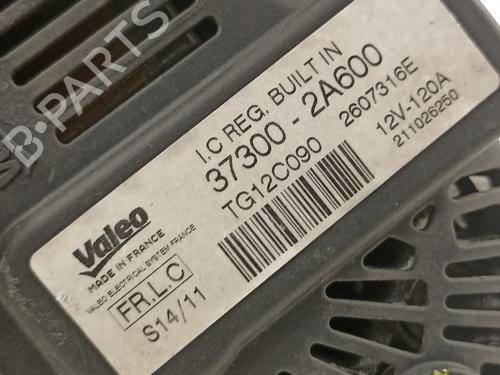 B-PARTS
I.C REG. BUILT IN
37300 - 2A600
TG12C090 2607316E
12V-120A
211026250
Valeo
MADE IN FRANCE
VALEO ELECTRICAL SYSTEM FRANCE
FR.L.C
S14/11